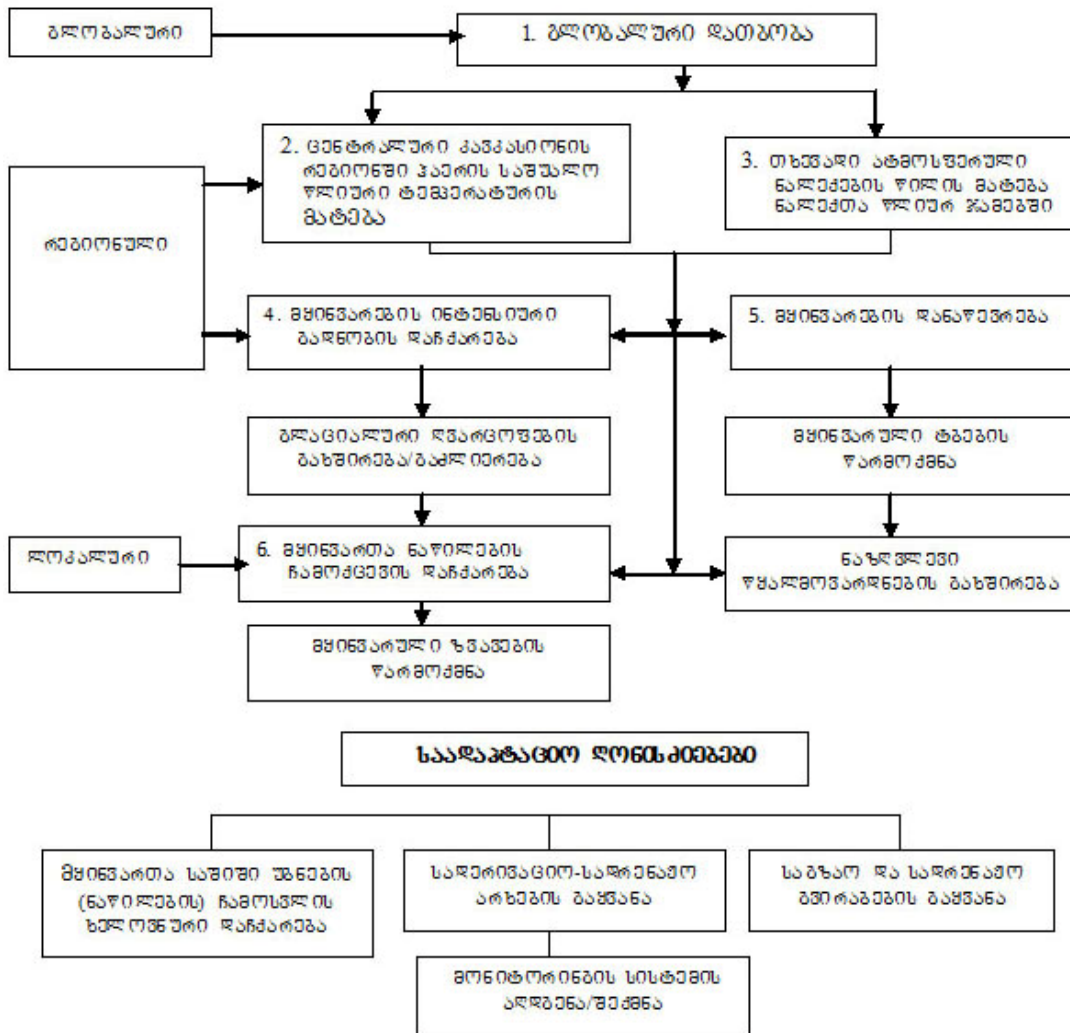 გლობალური
1. გლობალური დათბობა
2. ცენტრალური კავკასიონის
რეგიონში ჰაერის საშუალო
წლიური ტემპერატურის
მატება
3. თხევადი ატმოსფერული
ნალექების წილის მატება
ნალექთა წლიურ ჯამებში
რეგიონული
4. მყინვარების ინტენსიური
გადნობის დაჩქარება
5. მყინვარების დანაწევრება
გლაციალური ღვარცოფების
გახშირება/გაძლიერება
მყინვარული ტბების
წარმოქმნა
ლოკალური
6. მყინვართა ნაწილების
ჩამოქცევის დაჩქარება
ნაზღვლევი
წყალმოვარდნების გახშირება
მყინვარული ზვავების
წარმოქმნა
საადაპტაციო ღონისძიებები
მყინვართა საშიში უბნების
(ნაწილების) ჩამოსვლის
ხელოვნური დაჩქარება
სადერივაციო-სადრენაჟო
არხების გაყვანა
საგზაო და სადრენაჟო
გვირაბების გაყვანა
მონიტორინგის სისტემის
აღდგენა/შექმნა